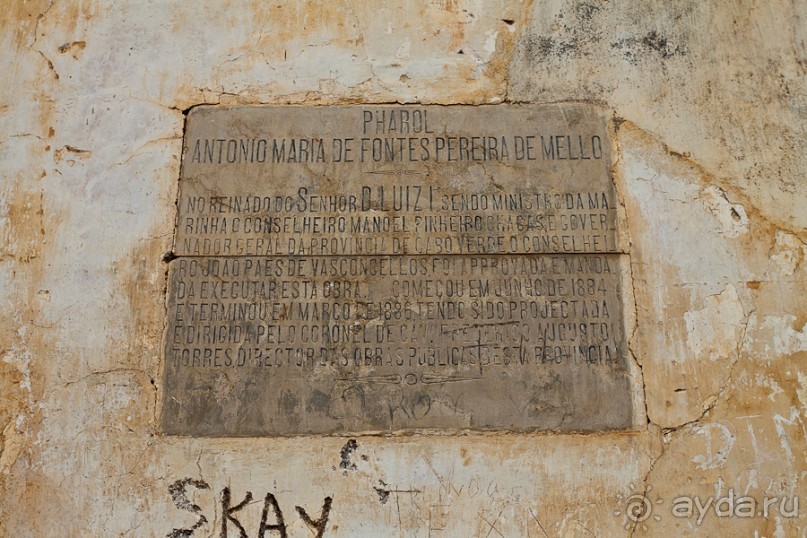 PHAROL
ANTONIO MARIA DE FONTES PEREIRA DE MELLO
NO REINADO DO SENHOR D. LUIZ I, SENDO MINISTRO DA MA
RINHA O CONSELHEIRO MANOEL PINHEIRO CHAGAS, E GOVER
NADOR GERAL DA PROVINCIA DE CABO VERDE O CONSELHEI
RO JOÃO PAES DE VASCONCELLOS, FOI APPROVADA E MANDA
DA EXECUTAR ESTA OBRA. COMEÇOU EM JUNHO DE 1884
E TERMINOU EM MARÇO DE 1886 TENDO SIDO PROJECTADA
E DIRIGIDA PELO CORONEL DE AUGUSTO
TORRES, DIRECTOR DAS OBRAS PUBLICAS DESTA PROVINCIA.
SKAY
DTM
ayda.ru